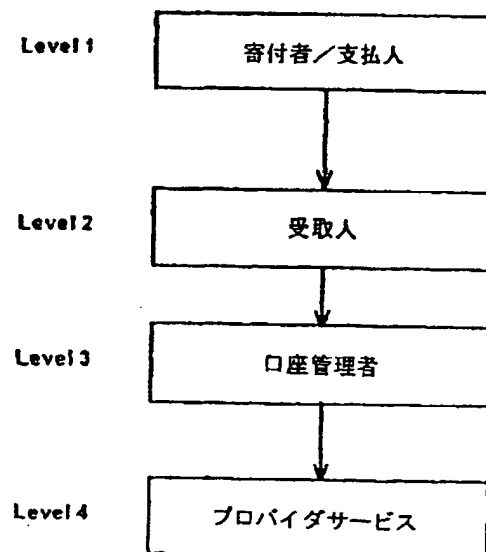 Level 1
寄付者／支払人
Level 2
受取人
Level 3
口座管理者
Level 4
プロバイダサービス